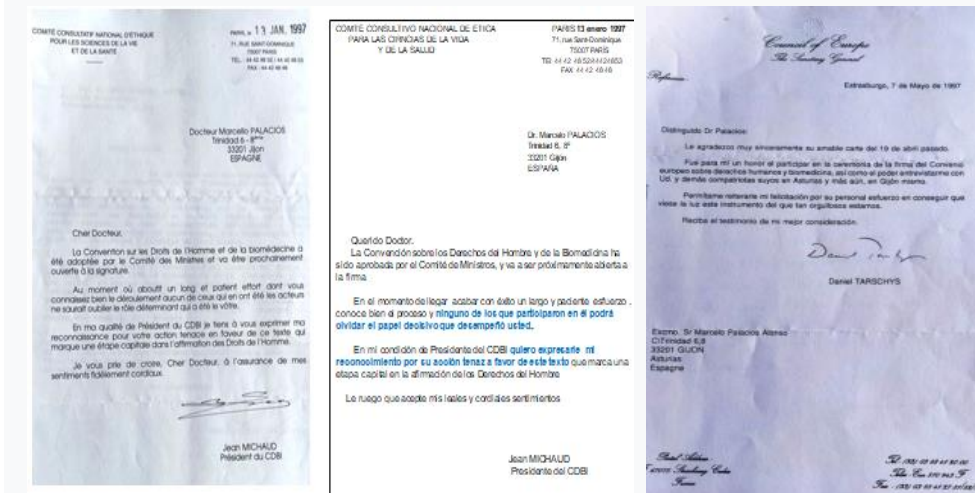 COMITÉ CONSULTATIF NATIONAL D'ÉTHIQUE
POUR LES SCIENCES DE LA VIE
ET DE LA SANTÉ
PARIS, le 13 JAN. 1997
71, RUE SAINT-DOMINIQUE
75007 PARIS
Docteur Marcello PALACIOS
Trinidad 6 - 8ème
33201 Jijon
ESPAGNE
Cher Docteur,
La Convention sur les Droits de l'Homme et de la biomédecine a
été adoptée par le Comité des Ministres et va être prochainement
ouverte à la signature.
Au moment où aboutit un long et patient effort dont vous
connaissez bien le déroulement aucun de ceux qui en ont été les acteurs
ne saurait oublier le rôle déterminant qui a été le vôtre.
En ma qualité de Président du CDBI je tiens à vous exprimer ma
reconnaissance pour votre action tenace en faveur de ce texte qui
marque une étape capitale dans l'affirmation des Droits de l'Homme.
Je vous prie de croire, Cher Docteur, à l'assurance de mes
sentiments fidèlement cordiaux.
Jean MICHAUD
Président du CDBI
COMITÉ CONSULTIVO NACIONAL DE ETICA
PARA LAS CIENCIAS DE LA VIDA
Y DE LA SALUD
PARIS 13 enero 1997
71, rue Sant-Dominique
75007 PARIS
Dr. Marcelo PALACIOS
Trinidad 6, 8º
33201 Gijón
ESPAÑA
Querido Doctor.
La Convención sobre los Derechos del Hombre y de la Biomedicina ha
sido aprobada por el Comité de Ministros, y va a ser próximamente abierta a
la firma.
En el momento de llegar acabar con éxito un largo y paciente esfuerzo .
conoce bien el proceso y ninguno de los que participaron en él podrá
olvidar el papel decisivo que desempeñó usted.
En mi condición de Presidente del CDBI quiero expresarle mi
reconocimiento por su acción tenaz a favor de este texto que marca una
etapa capital en la afirmación de los Derechos del Hombre
Le ruego que acepte mis leales y cordiales sentimientos
Jean MICHAUD
Presidente del CDBI
Council of Europe
The Secretary General
Estrasburgo, 7 de Mayo de 1997
Distinguido Dr Palacios:
Le agradezco muy sinceramente su amable carta del 19 de abril pasado.
Fue para mí un honor el participar en la ceremonia de la firma del Convenio
europeo sobre derechos humanos y biomedicina, así como el poder entrevistarme con
Ud. y demás compatriotas suyos en Asturias y más aún, en Gijón mismo.
Permítame reiterarle mi felicitación por su personal esfuerzo en conseguir que
viese la luz este instrumento del que tan orgullosos estamos.
Reciba el testimonio de mi mejor consideración.
Daniel TARSCHYS
Excmo. Sr Marcelo Palacios Alonso
C/Trinidad 6,8
33201 GIJON
Asturias
Espagne
Postal Address
Strasbourg Cedex
France